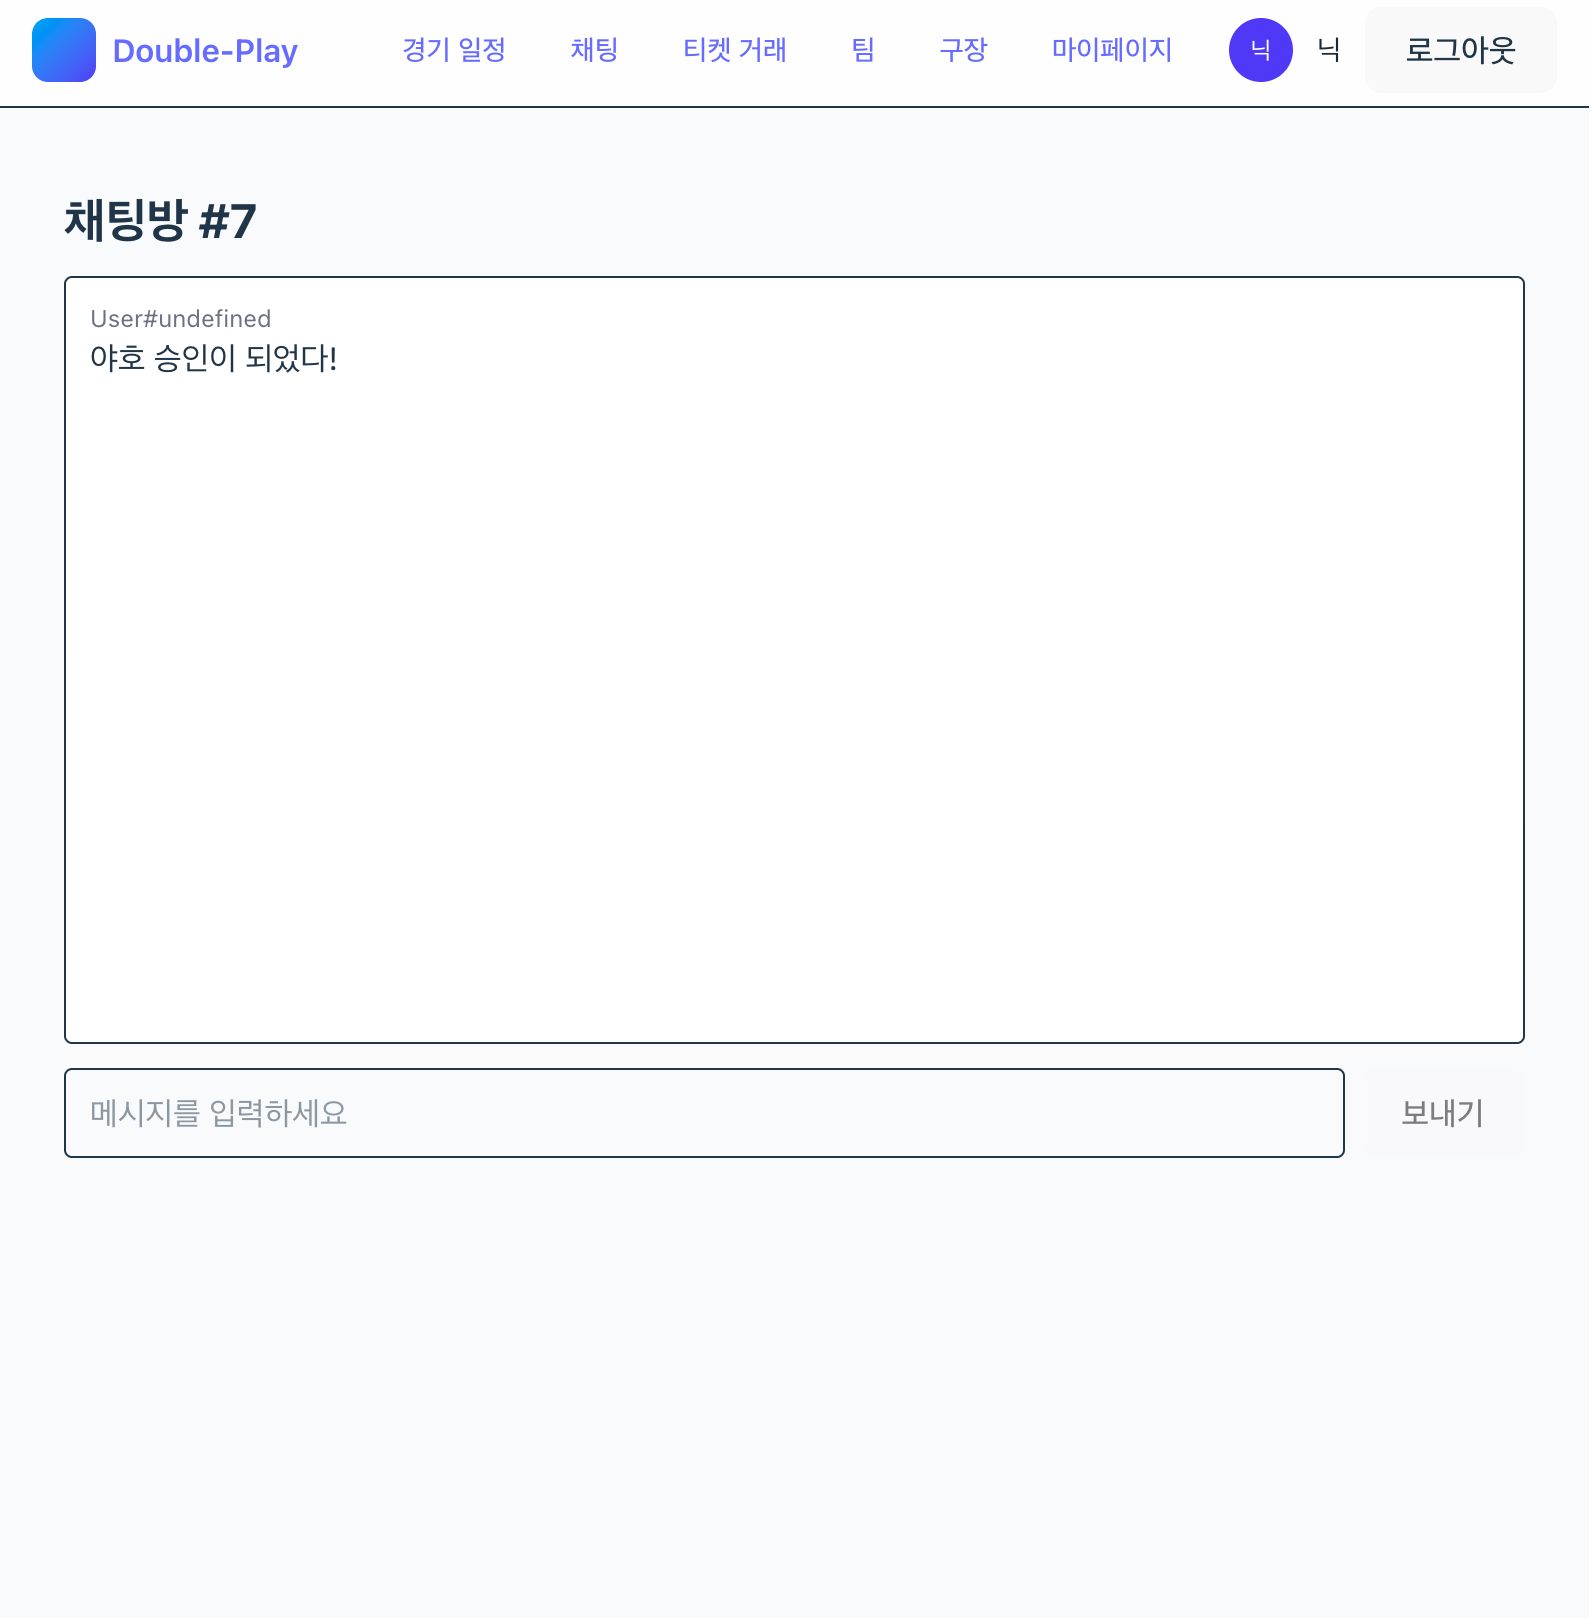 Double-Play 경기 일정 채팅 티켓 거래 팀 구장 마이페이지 닉 닉 로그아웃
채팅방 #7
User#undefined
야호 승인이 되었다!
메시지를 입력하세요 보내기